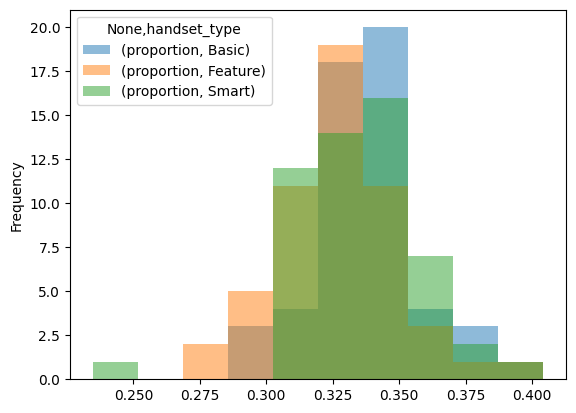 None,handset_type
(proportion, Basic)
(proportion, Feature)
(proportion, Smart)
Frequency
20.0
17.5
15.0
12.5
10.0
7.5
5.0
2.5
0.0
0.250 0.275 0.300 0.325 0.350 0.375 0.400